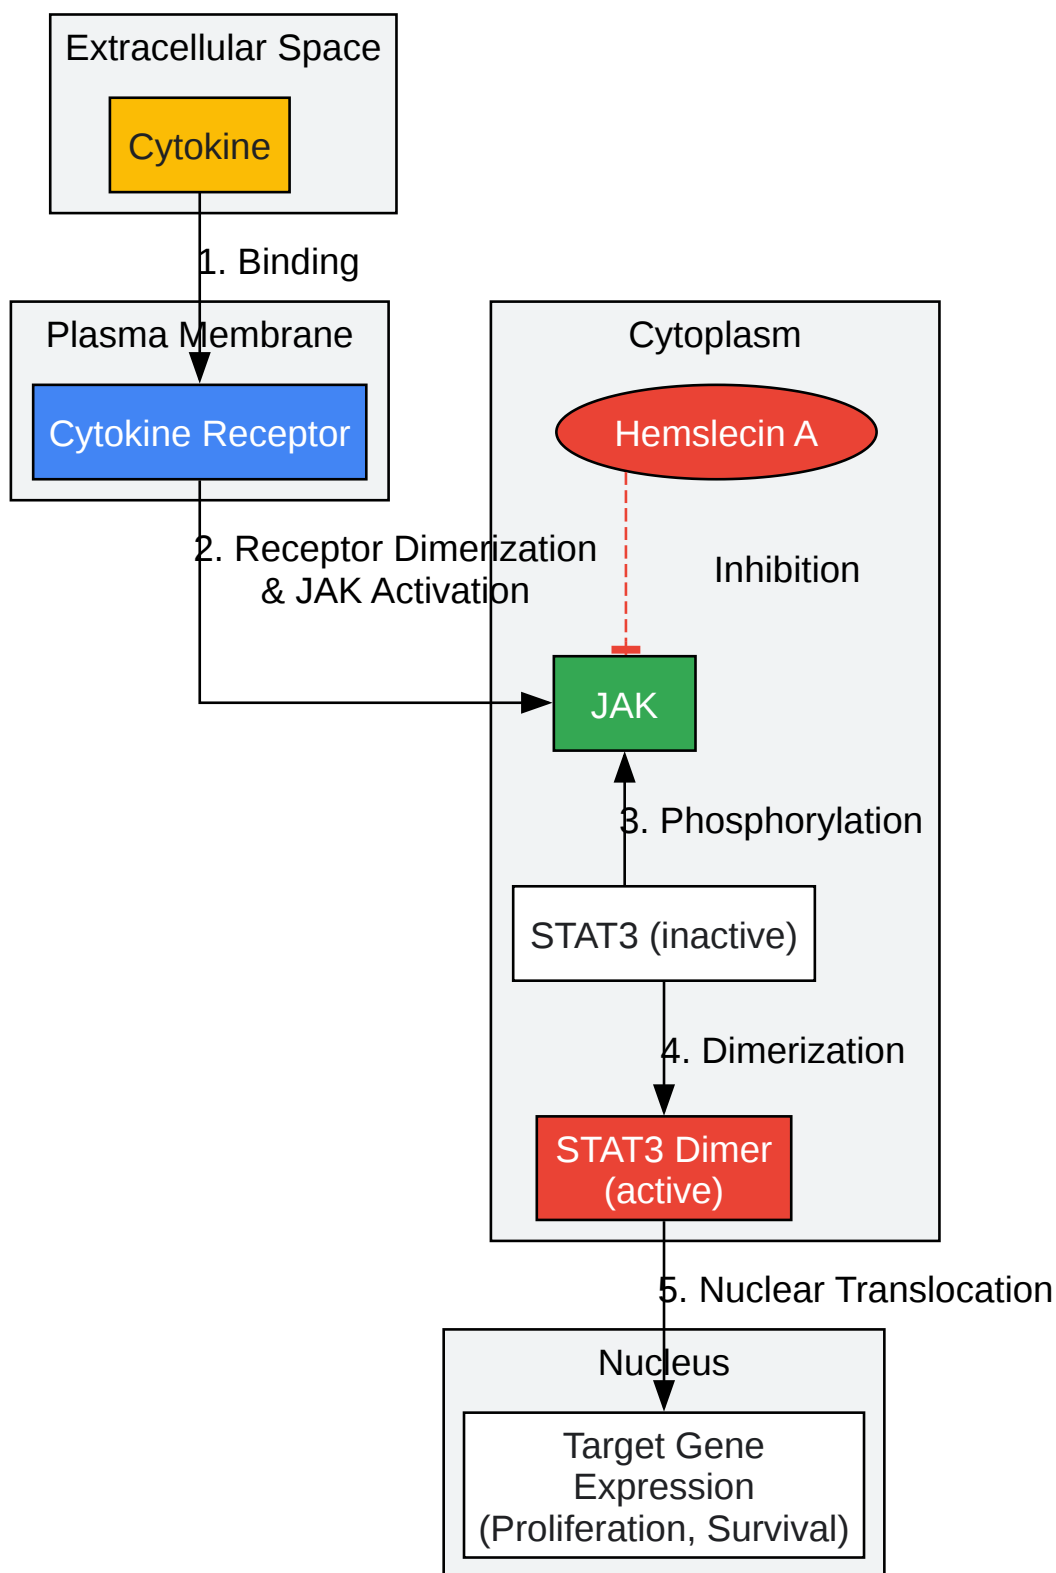 Extracellular Space
Cytokine
1. Binding
Plasma Membrane
Cytokine Receptor
Cytoplasm
Hemslecin A
2. Receptor Dimerization
& JAK Activation
Inhibition
JAK
3. Phosphorylation
STAT3 (inactive)
4. Dimerization
STAT3 Dimer
(active)
5. Nuclear Translocation
Nucleus
Target Gene
Expression
(Proliferation, Survival)